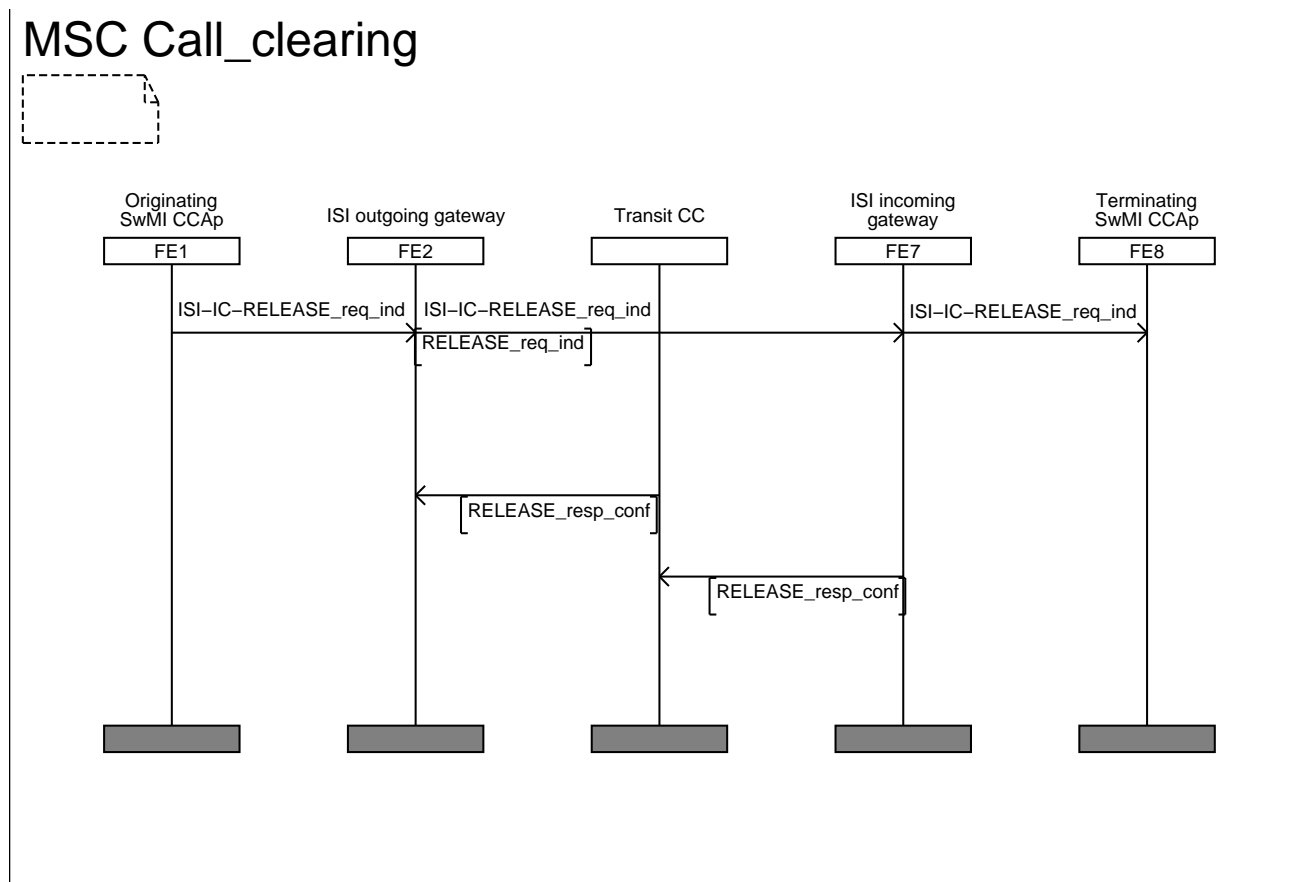 MSC Call_clearing
Originating
SwMI CCAp
ISI outgoing gateway
Transit CC
ISI incoming
gateway
Terminating
SwMI CCAp
FE1
FE2
FE7
FE8
ISI−IC−RELEASE_req_ind
ISI−IC−RELEASE_req_ind
ISI−IC−RELEASE_req_ind
RELEASE_req_ind
RELEASE_resp_conf
RELEASE_resp_conf